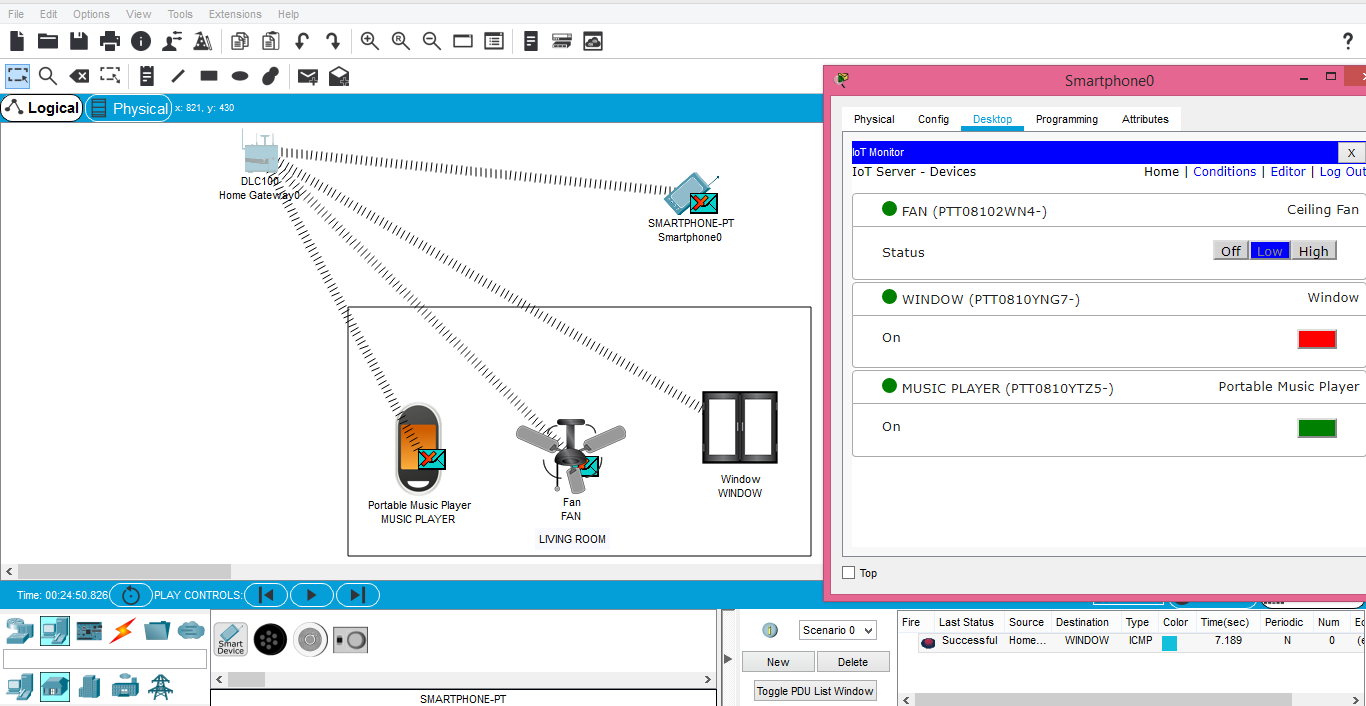 File Edit Options View Tools Extensions Help
?
Smartphone0
Logical Physical x: 821, y: 430
Physical Config Desktop Programming Attributes
IoT Monitor X
IoT Server - Devices Home | Conditions | Editor | Log Out
FAN (PTT08102WN4-) Ceiling Fan
Status Off Low High
WINDOW (PTT0810YNG7-) Window
On
MUSIC PLAYER (PTT0810YTZ5-) Portable Music Player
On
Top
DLC100
Home Gateway0
SMARTPHONE-PT
Smartphone0
Portable Music Player
MUSIC PLAYER
Fan
FAN
Window
WINDOW
LIVING ROOM
Time: 00:24:50.826 PLAY CONTROLS:
Smart
Device
SMARTPHONE-PT
Scenario 0
New Delete
Toggle PDU List Window
Fire Last Status Source Destination Type Color Time(sec) Periodic Num
Successful Home... WINDOW ICMP 7.189 N 0